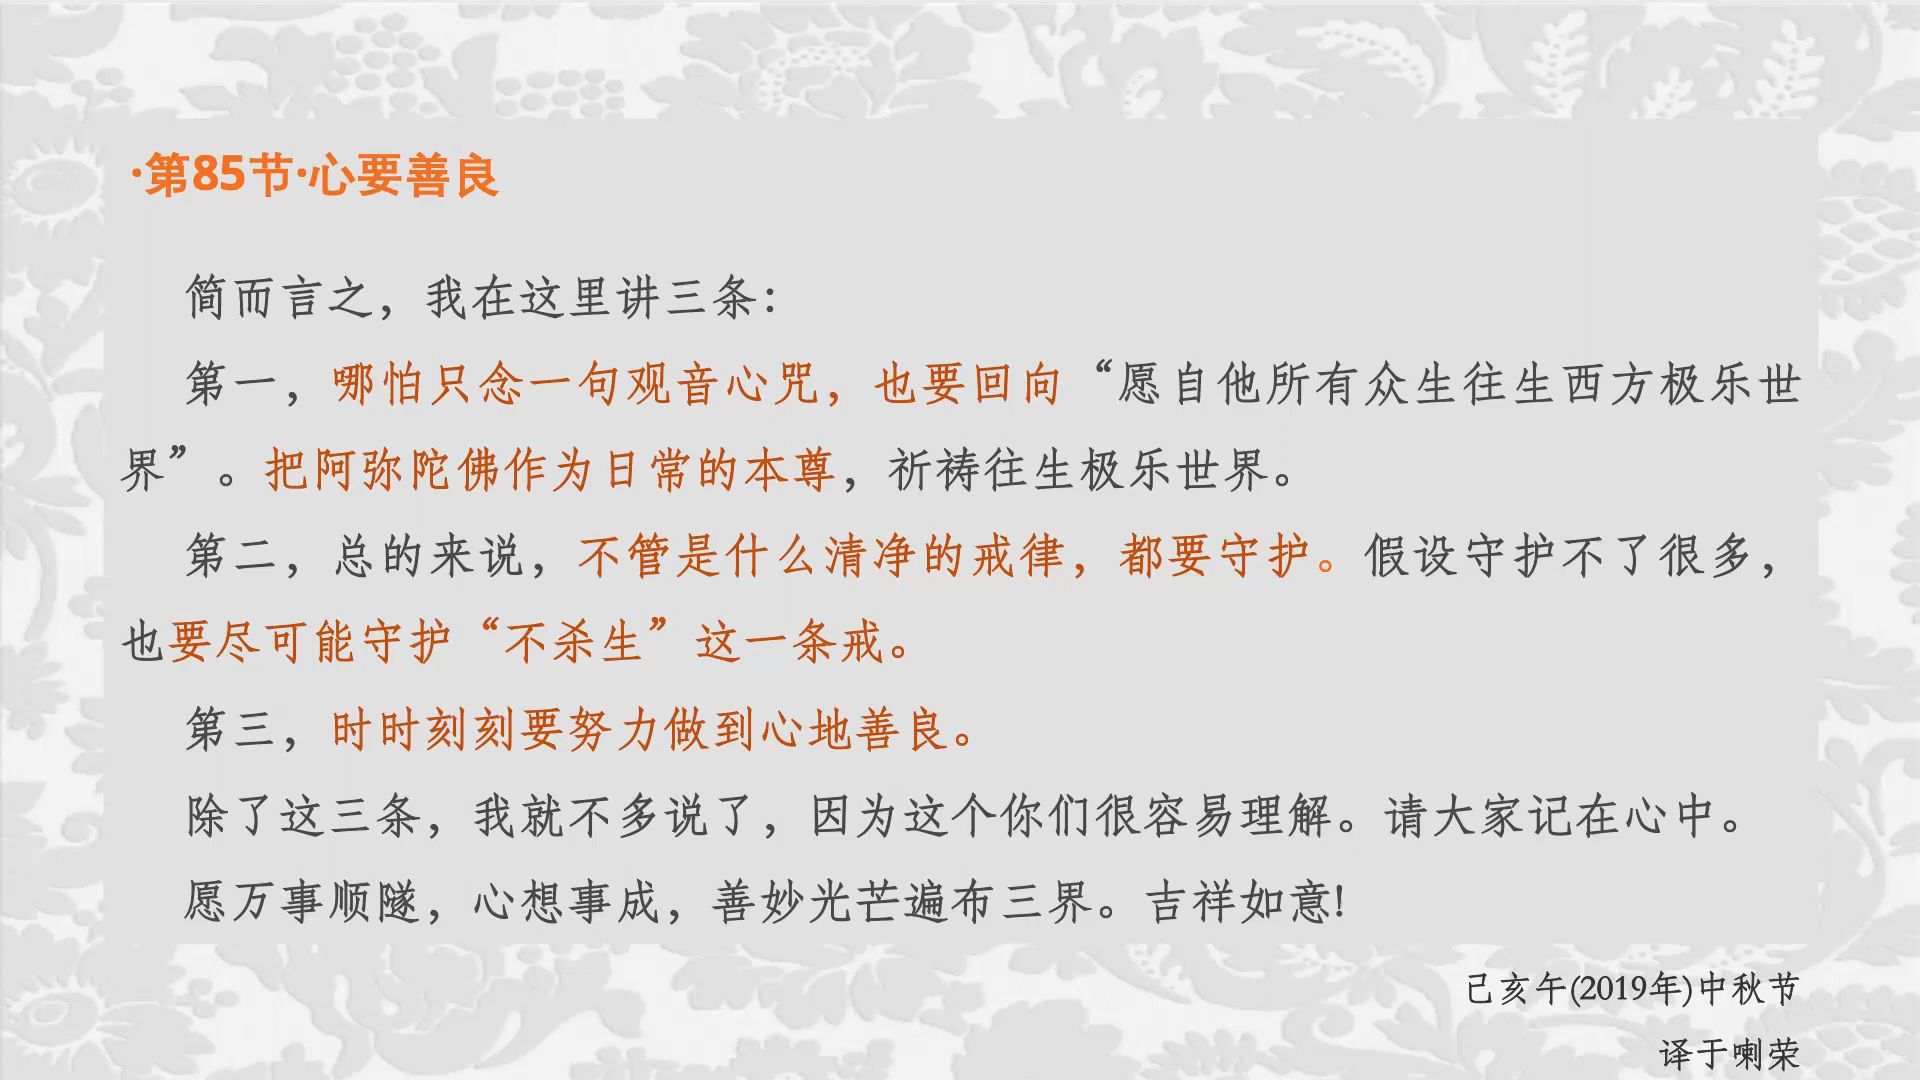 ·第85节·心要善良
简而言之，我在这里讲三条：
第一，哪怕只念一句观音心咒，也要回向“愿自他所有众生往生西方极乐世
界”。把阿弥陀佛作为日常的本尊，祈祷往生极乐世界。
第二，总的来说，不管是什么清净的戒律，都要守护。假设守护不了很多，
也要尽可能守护“不杀生”这一条戒。
第三，时时刻刻要努力做到心地善良。
除了这三条，我就不多说了，因为这个你们很容易理解。请大家记在心中。
愿万事顺隧，心想事成，善妙光芒遍布三界。吉祥如意!
己亥午(2019年)中秋节
译于喇荣